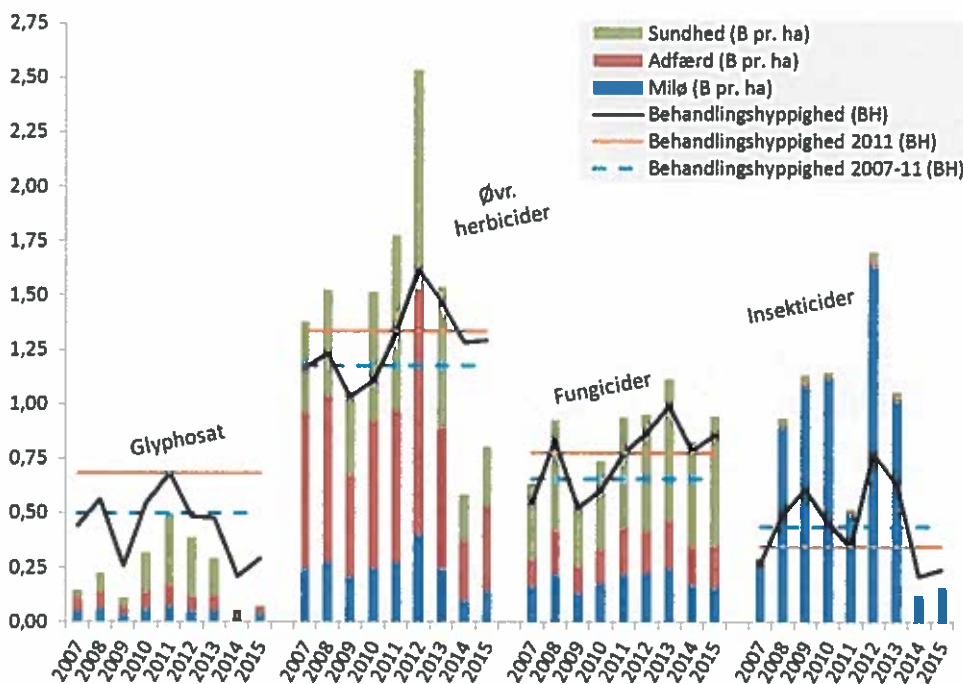 2,75
2,50
2,25
2,00
1,75
1,50
1,25
1,00
0,75
0,50
0,25
0,00
Sundhed (B pr. ha)
Adfærd (B pr. ha)
Miljø (B pr. ha)
Behandlingshyppighed (BH)
Behandlingshyppighed 2011 (BH)
Behandlingshyppighed 2007-11 (BH)
Glyphosat
Øvr.
herbicider
Fungicider
Insekticider
2007 2008 2009 2010 2011 2012 2013 2014 2015 2007 2008 2009 2010 2011 2012 2013 2014 2015 2007 2008 2009 2010 2011 2012 2013 2014 2015 2007 2008 2009 2010 2011 2012 2013 2014 2015